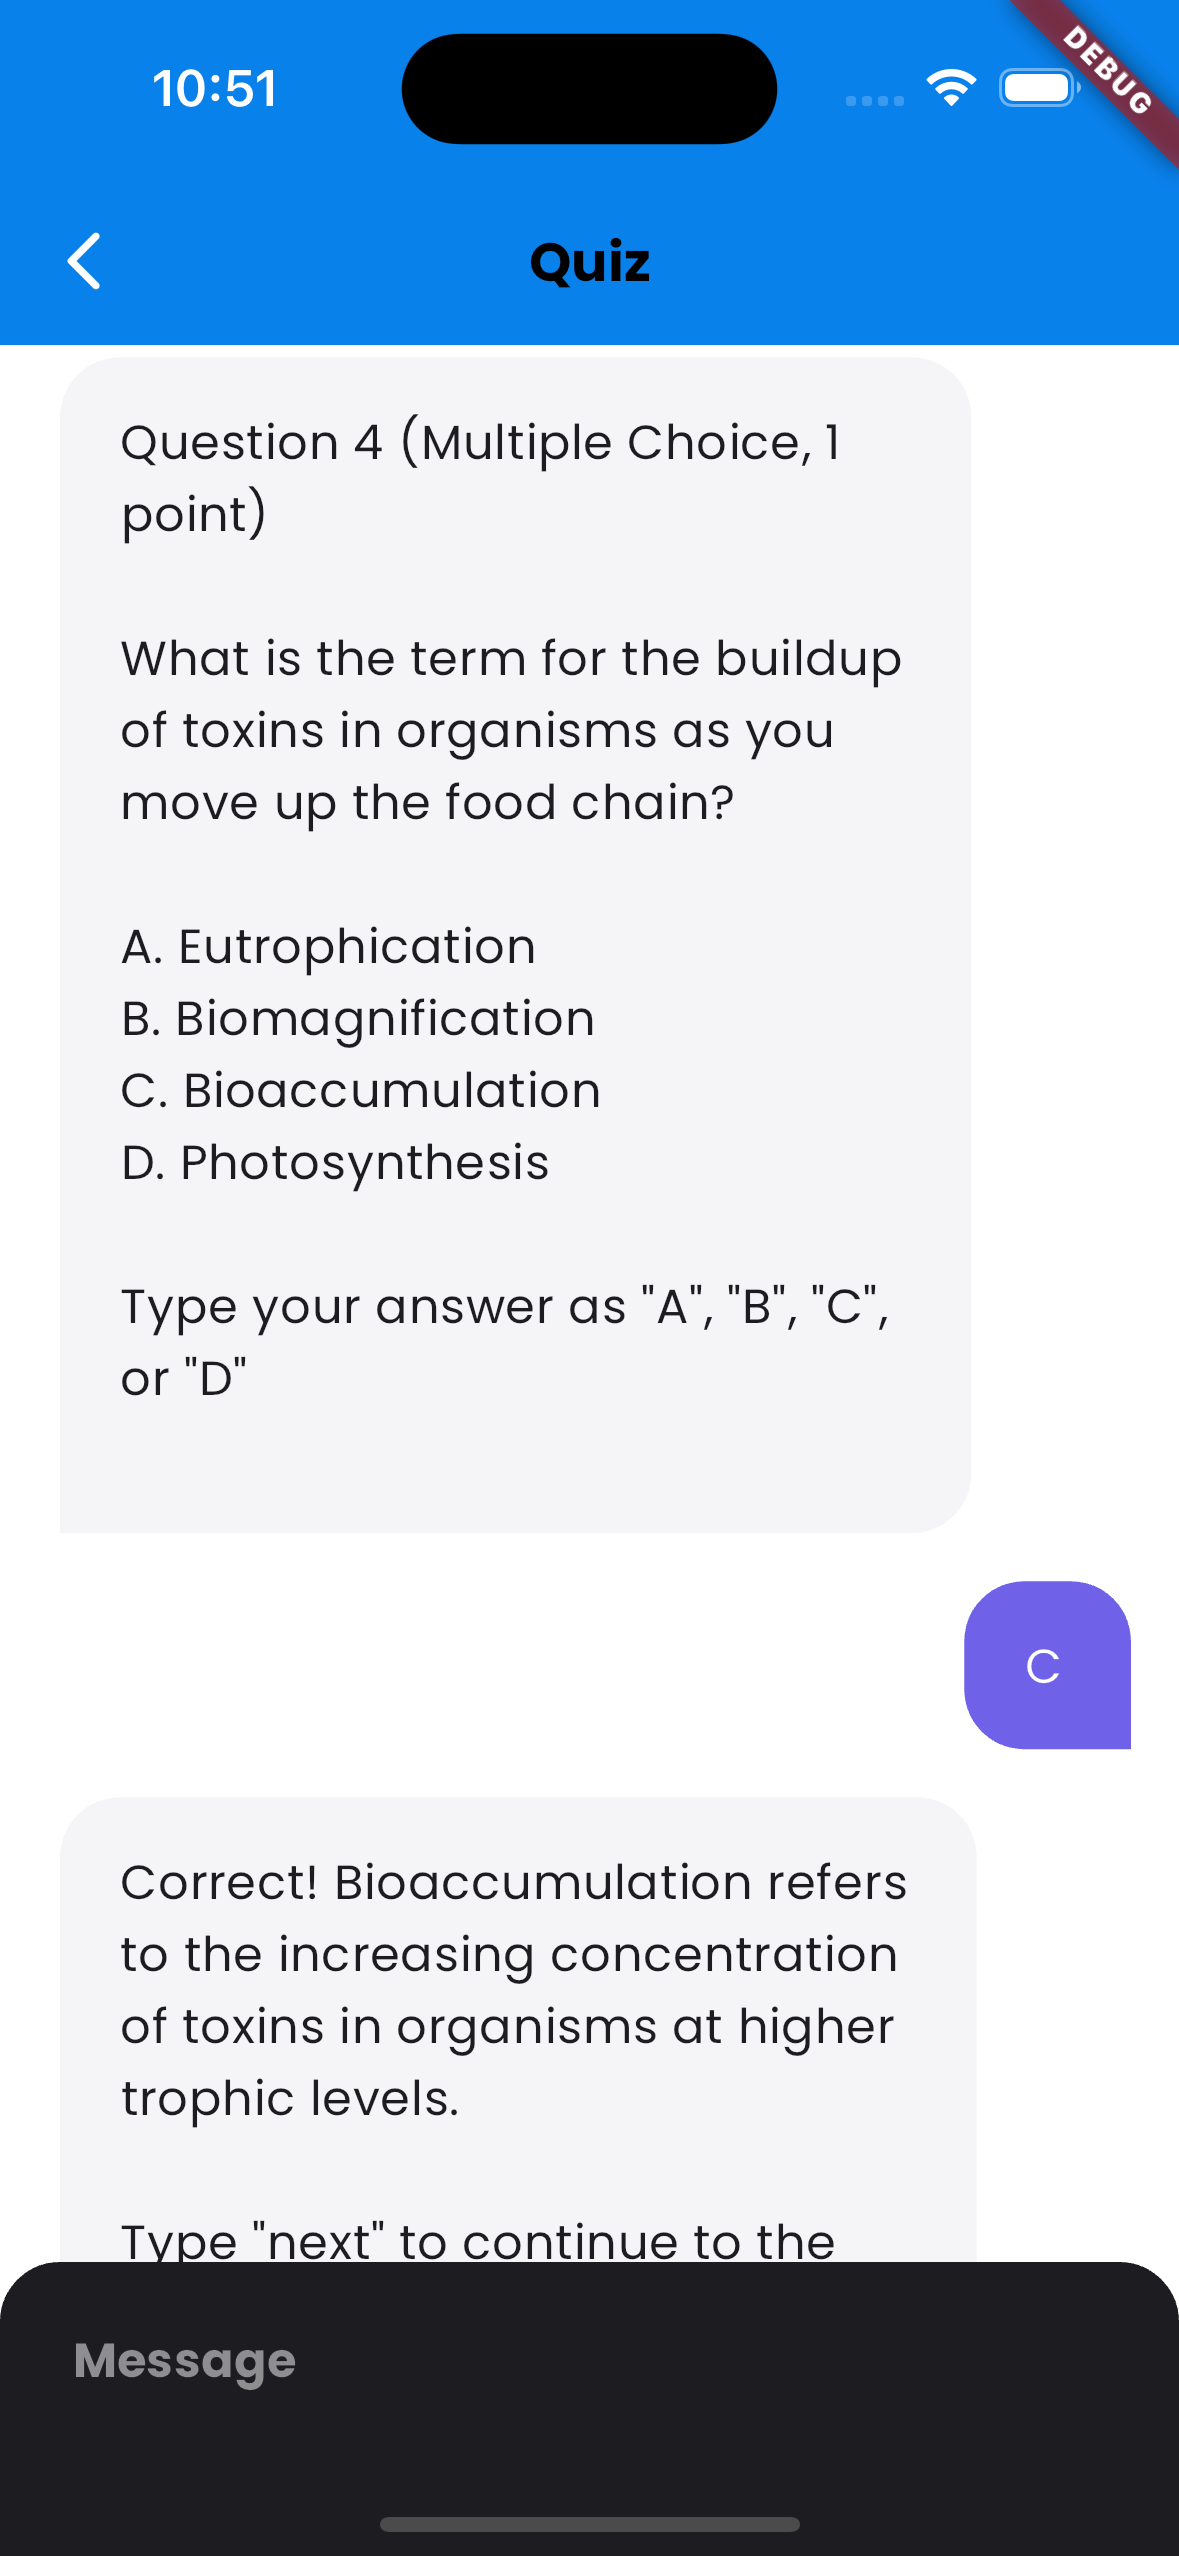 10:51
DEBUG
Quiz
Question 4 (Multiple Choice, 1
point)
What is the term for the buildup
of toxins in organisms as you
move up the food chain?
A. Eutrophication
B. Biomagnification
C. Bioaccumulation
D. Photosynthesis
Type your answer as "A", "B", "C",
or "D"
C
Correct! Bioaccumulation refers
to the increasing concentration
of toxins in organisms at higher
trophic levels.
Type "next" to continue to the
Message